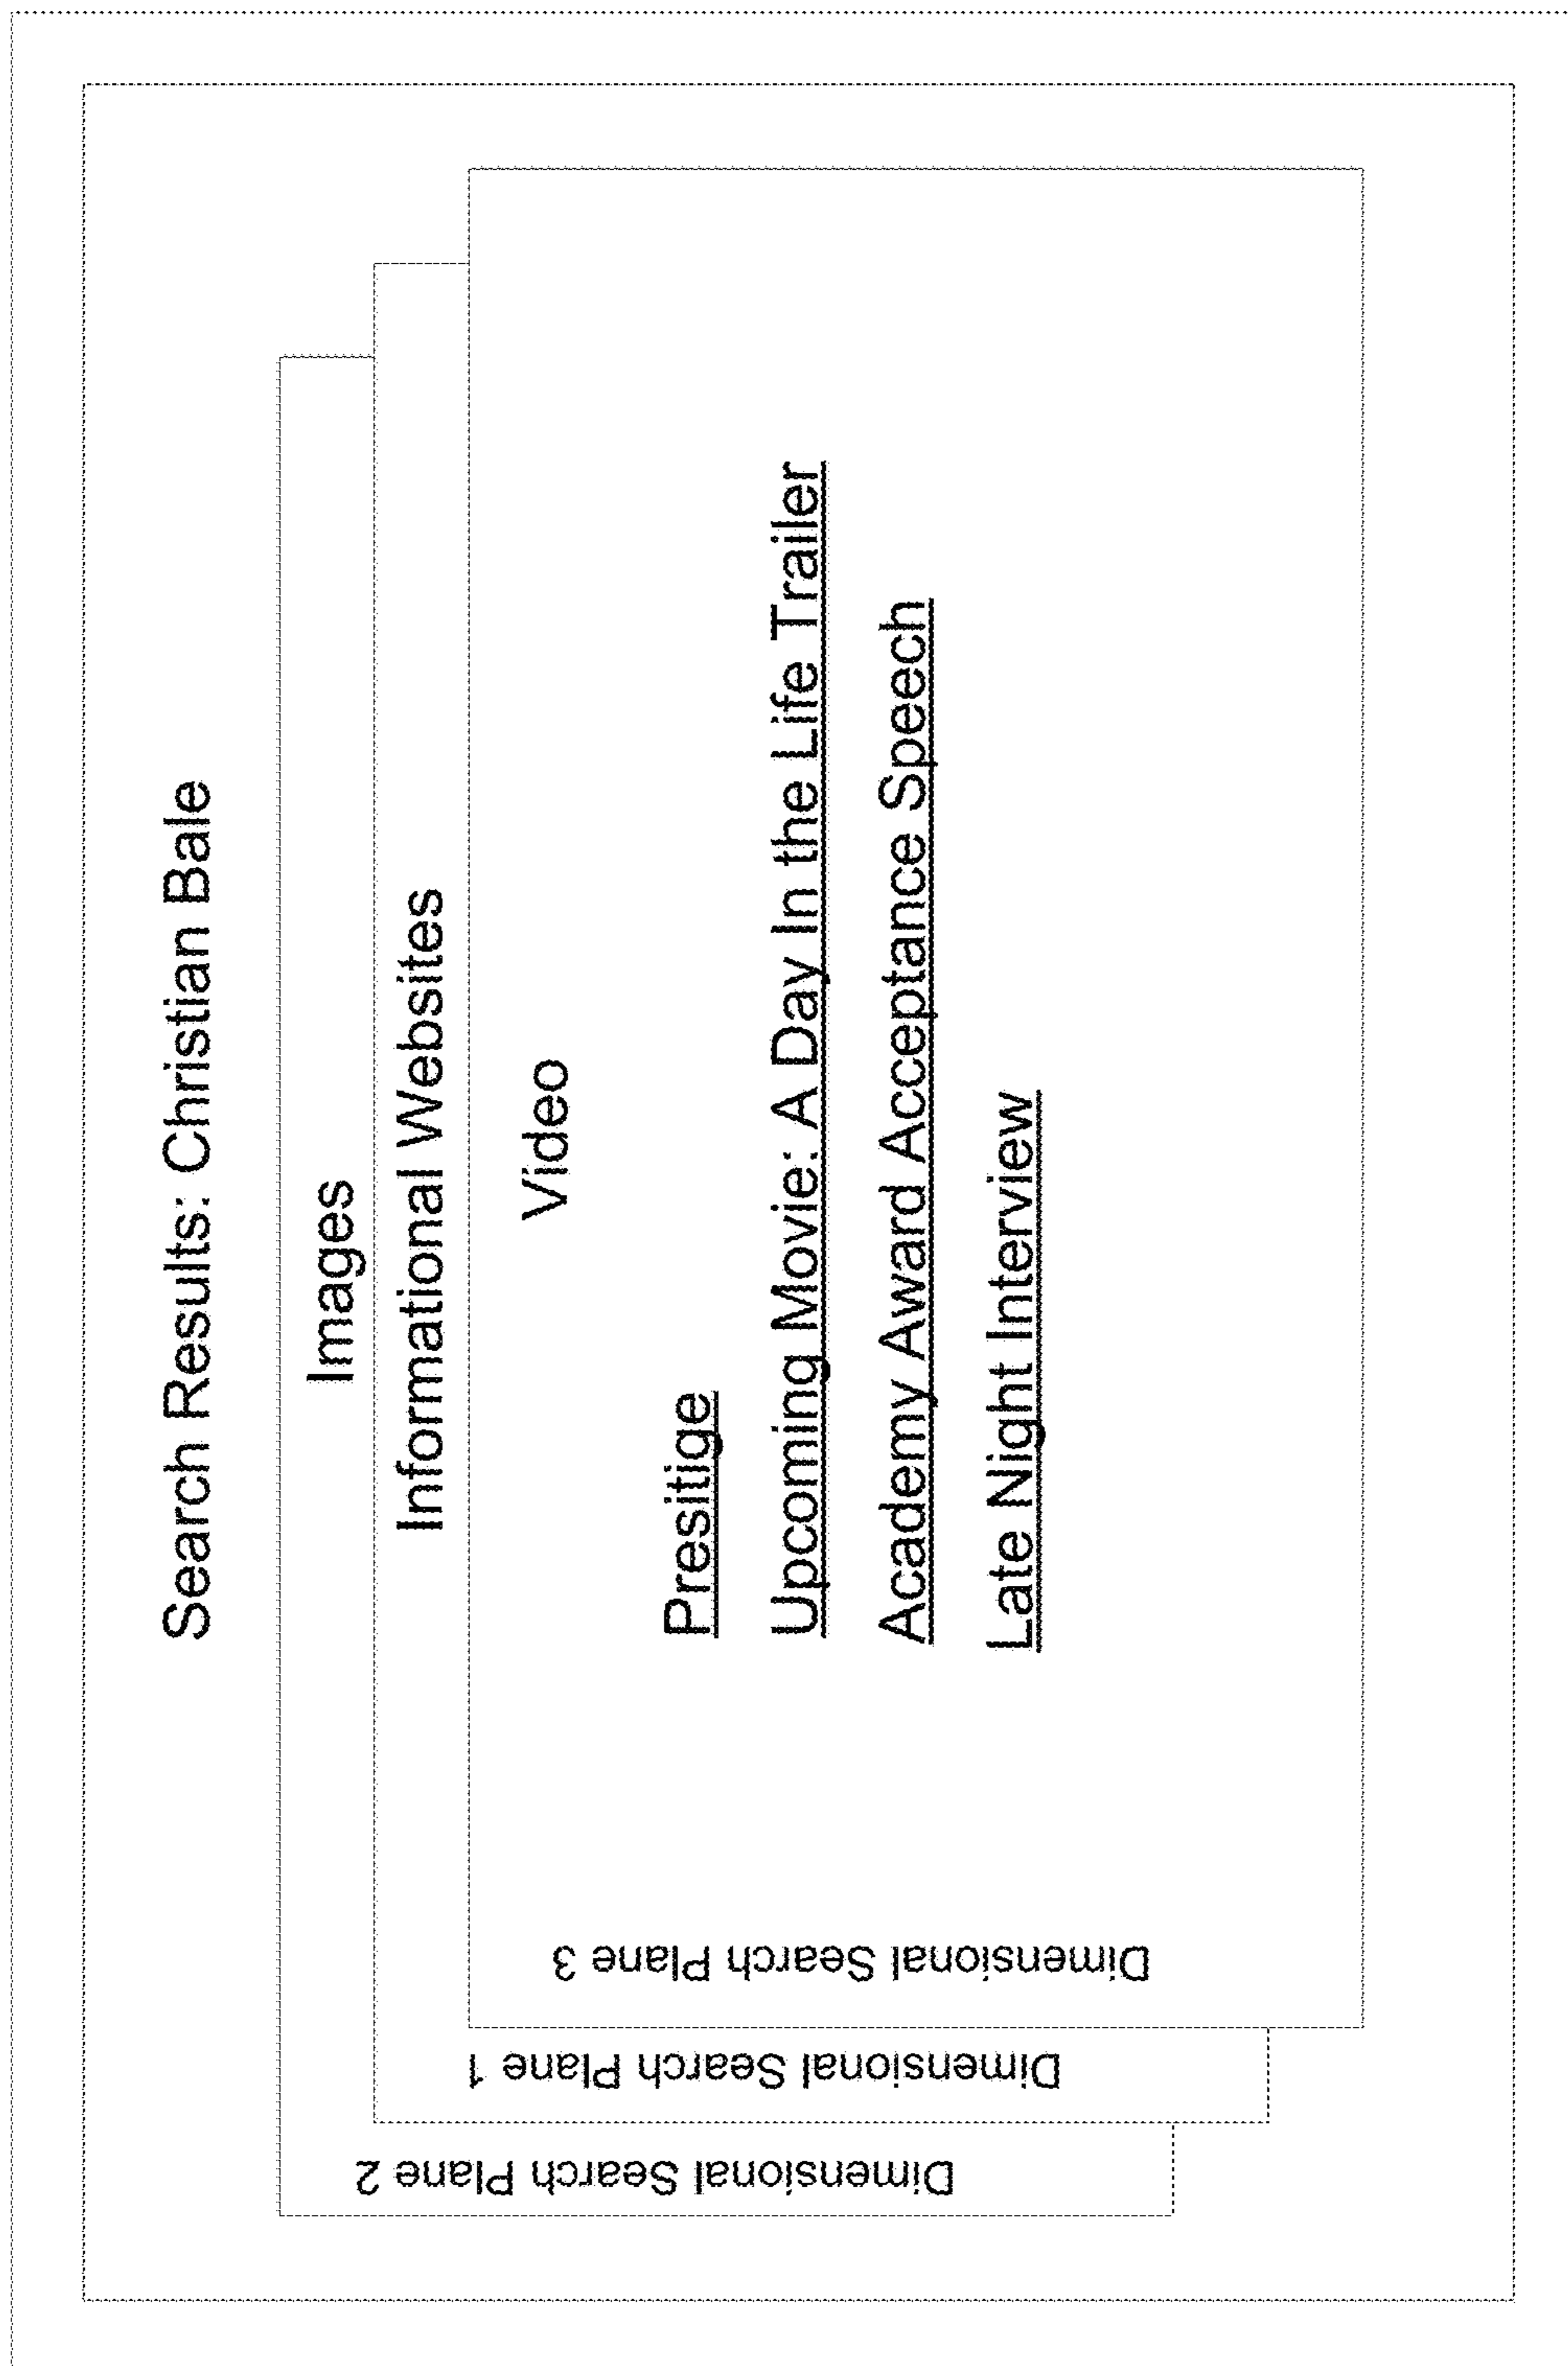 Search Results: Christian Bale
Images
Informational Websites
Video
Presitige
Upcoming Movie: A Day In the Life Trailer
Academy Award Acceptance Speech
Late Night Interview
Dimensional Search Plane 2
Dimensional Search Plane 1
Dimensional Search Plane 3